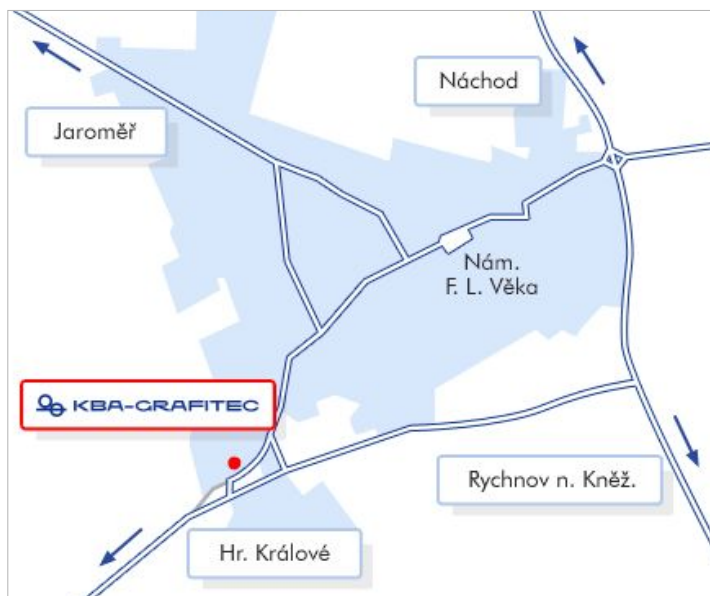 Náchod
Jaroměř
Nám.
F. L. Věka
KBA-GRAFITEC
Rychnov n. Kněž.
Hr. Králové